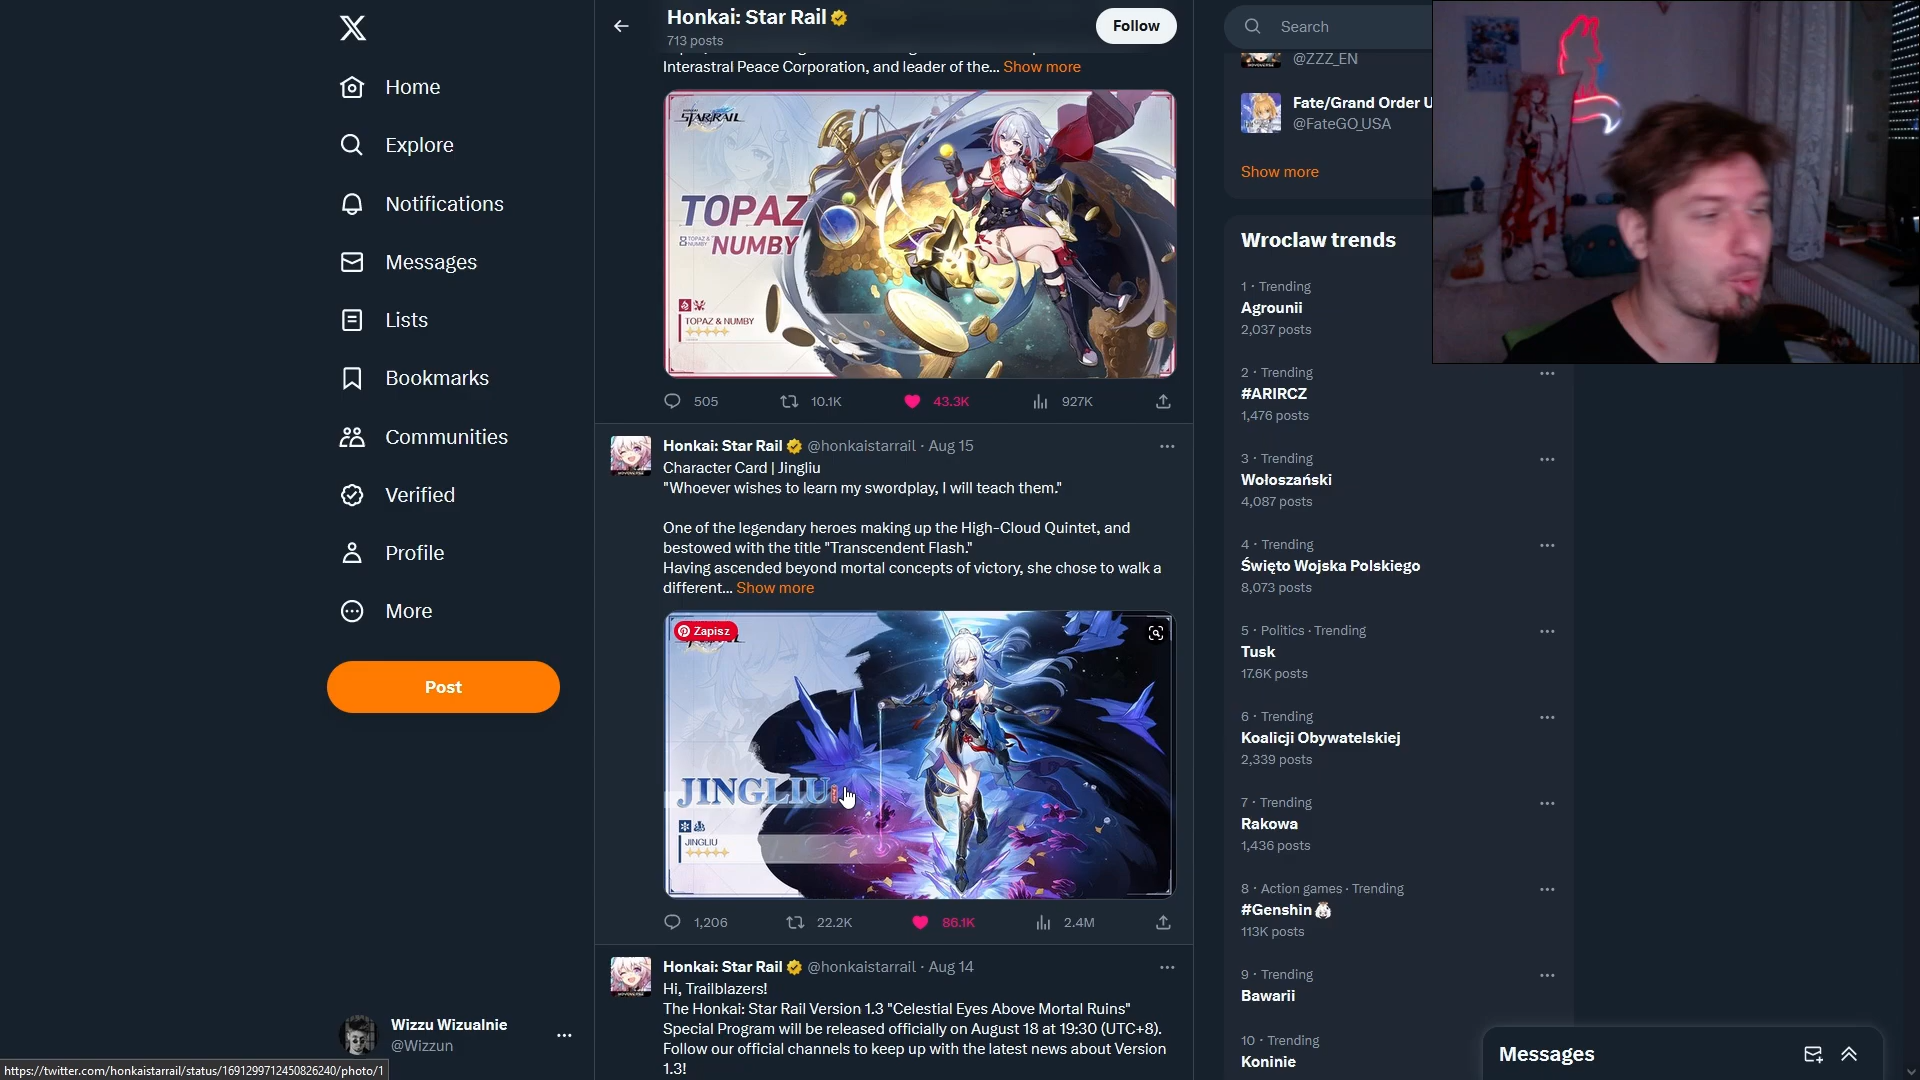 Home
Explore
Notifications
Messages
Lists
Bookmarks
Communities
Verified
Profile
More
Post
Wizzu Wizualnie
@Wizzun
https://twitter.com/honkaistarrail/status/1691299712450826240/photo/1
Honkai: Star Rail
713 posts
Follow
Interastral Peace Corporation, and leader of the... Show more
HONKAI
STAR RAIL
TOPAZ
TOPAZ & NUMBY
NUMBY
TOPAZ & NUMBY
505 10.1K 43.3K 927K
Honkai: Star Rail @honkaistarrail · Aug 15
Character Card | Jingliu
"Whoever wishes to learn my swordplay, I will teach them."
One of the legendary heroes making up the High-Cloud Quintet, and
bestowed with the title "Transcendent Flash."
Having ascended beyond mortal concepts of victory, she chose to walk a
different... Show more
Zapisz
JINGLIU
JINGLIU
1,206 22.2K 86.1K 2.4M
Honkai: Star Rail @honkaistarrail · Aug 14
Hi, Trailblazers!
The Honkai: Star Rail Version 1.3 "Celestial Eyes Above Mortal Ruins"
Special Program will be released officially on August 18 at 19:30 (UTC+8).
Follow our official channels to keep up with the latest news about Version
1.3!
Search
@ZZZ_EN
Fate/Grand Order U
@FateGO_USA
Show more
Wroclaw trends
1 · Trending
Agrounii
2,037 posts
2 · Trending
#ARIRCZ
1,476 posts
3 · Trending
Wołoszański
4,087 posts
4 · Trending
Święto Wojska Polskiego
8,073 posts
5 · Politics · Trending
Tusk
17.6K posts
6 · Trending
Koalicji Obywatelskiej
2,339 posts
7 · Trending
Rakowa
1,436 posts
8 · Action games · Trending
#Genshin
113K posts
9 · Trending
Bawarii
10 · Trending
Koninie
Messages